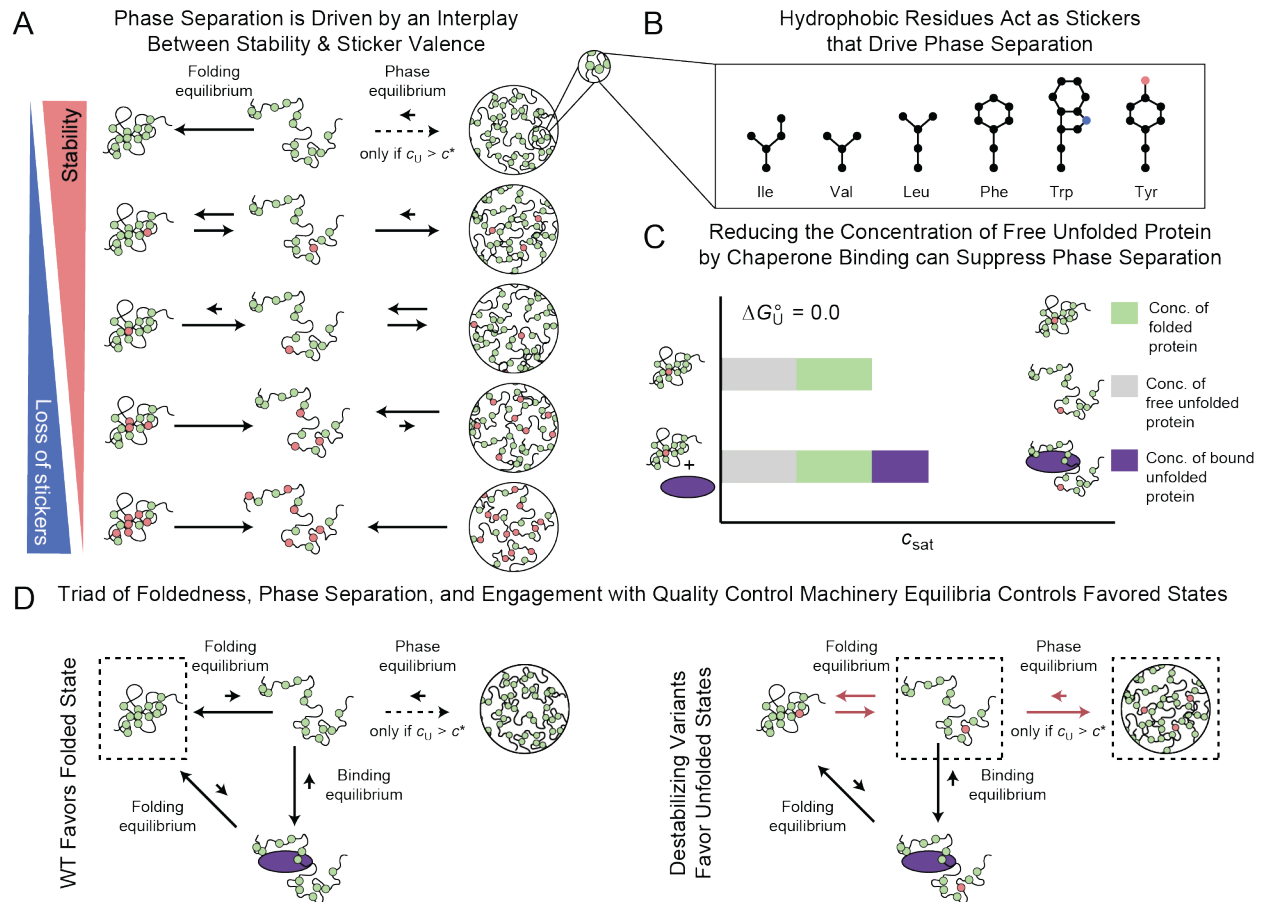 A
Phase Separation is Driven by an Interplay
Between Stability & Sticker Valence
Folding
equilibrium
Phase
equilibrium
only if cU > c*
Stability
Loss of stickers
B
Hydrophobic Residues Act as Stickers
that Drive Phase Separation
Ile
Val
Leu
Phe
Trp
Tyr
C
Reducing the Concentration of Free Unfolded Protein
by Chaperone Binding can Suppress Phase Separation
ΔG°U = 0.0
+
csat
Conc. of
folded
protein
Conc. of
free unfolded
protein
Conc. of bound
unfolded
protein
D
Triad of Foldedness, Phase Separation, and Engagement with Quality Control Machinery Equilibria Controls Favored States
WT Favors Folded State
Folding
equilibrium
Phase
equilibrium
only if cU > c*
Binding
equilibrium
Folding
equilibrium
Destabilizing Variants
Favor Unfolded States
Folding
equilibrium
Phase
equilibrium
only if cU > c*
Binding
equilibrium
Folding
equilibrium